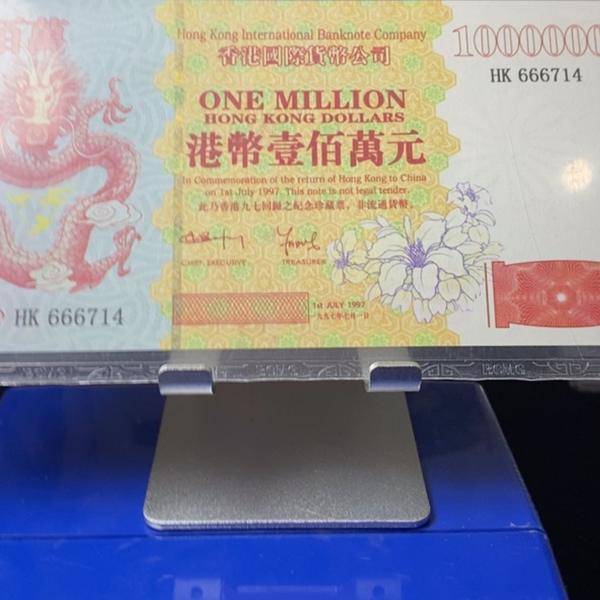 百萬
Hong Kong International Banknote Company
香港國際貨幣公司
1000000
HK 666714
ONE MILLION
HONG KONG DOLLARS
港幣壹佰萬元
In Commemoration of the return of Hong Kong to China
on 1st July 1997. This note is not legal tender.
此乃香港九七回歸之紀念珍藏票,非流通貨幣。
CHIEF EXECUTIVE
TREASURER
HK 666714
1st JULY 1997
一九九七年七月一日